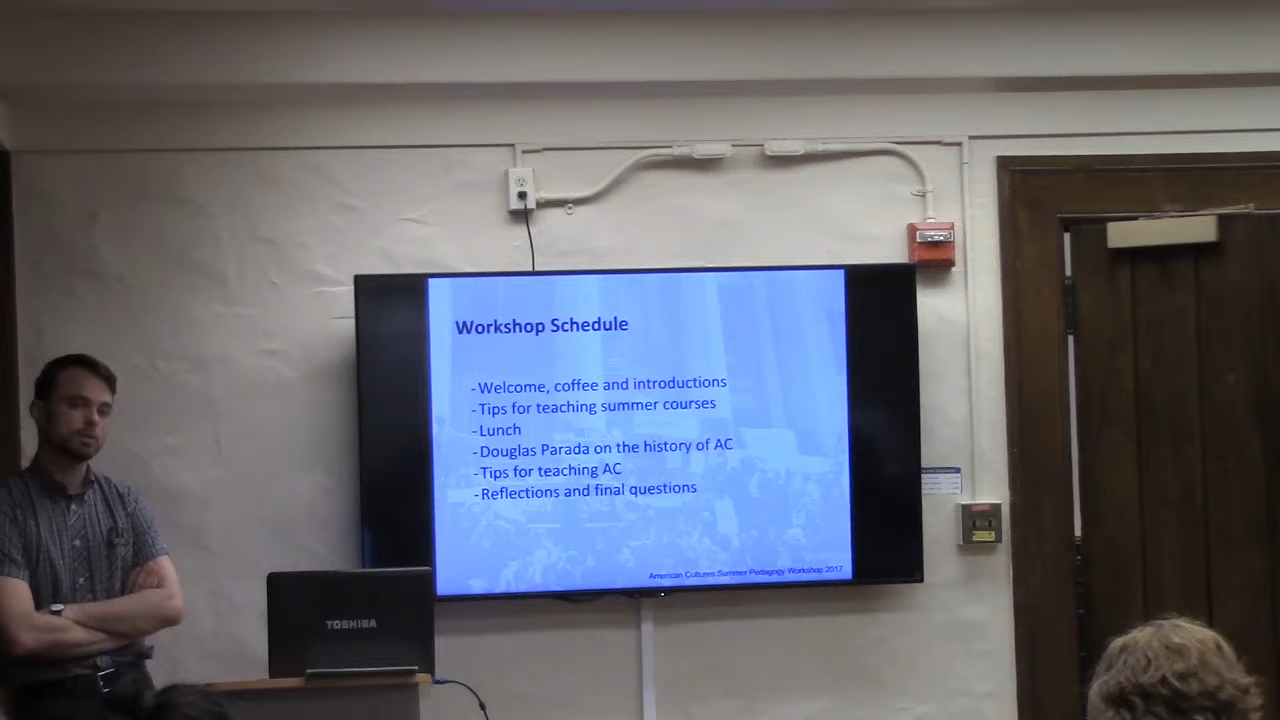 Workshop Schedule
-Welcome, coffee and introductions
-Tips for teaching summer courses
-Lunch
-Douglas Parada on the history of AC
-Tips for teaching AC
-Reflections and final questions
American Cultures Summer Pedagogy Workshop 2017
TOSHIBA